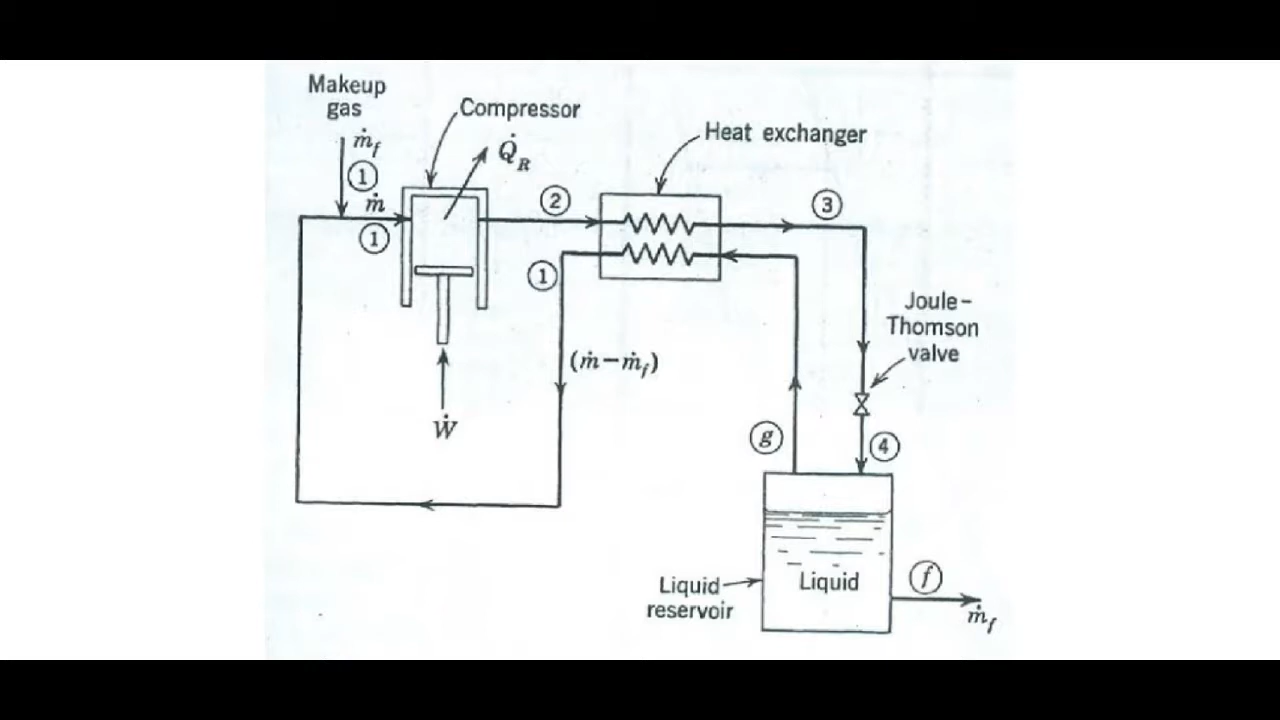 Makeup
gas
ṁf
①
ṁ
①
Compressor
Q̇R
②
Heat exchanger
③
①
(ṁ−ṁf)
Ẇ
Joule-
Thomson
valve
g
④
Liquid
reservoir
Liquid
f
ṁf